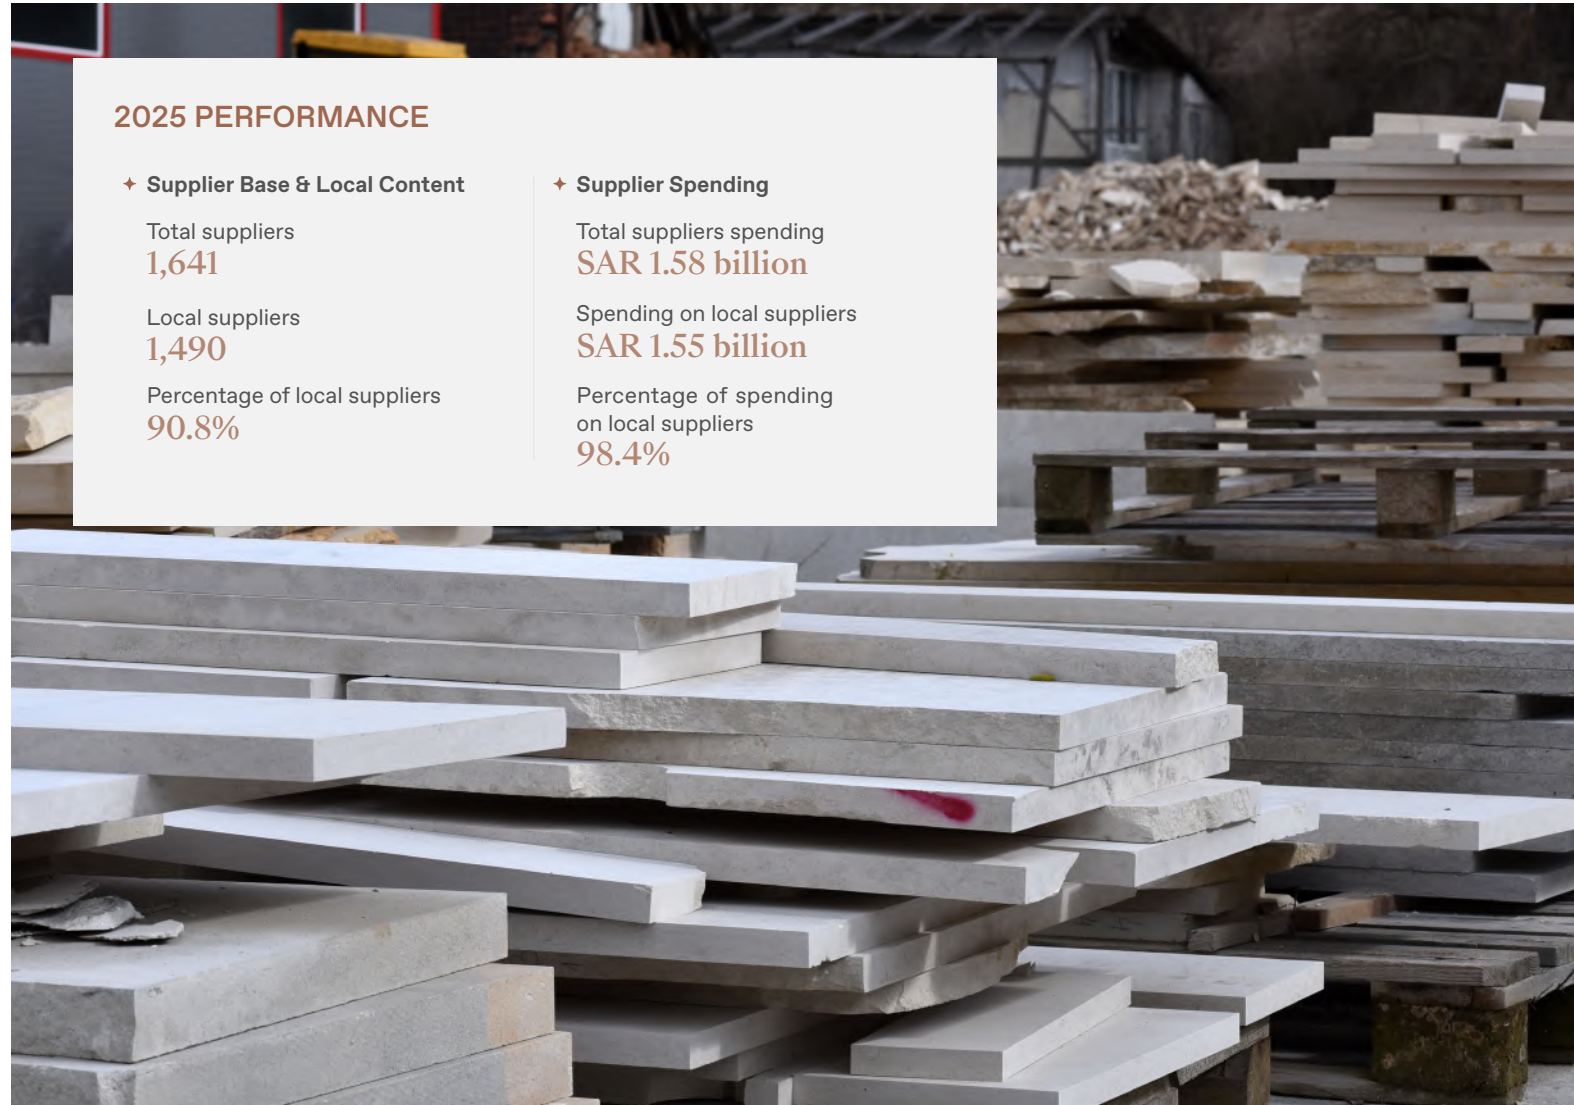 2025 PERFORMANCE
Supplier Base & Local Content
Total suppliers
1,641
Local suppliers
1,490
Percentage of local suppliers
90.8%
Supplier Spending
Total suppliers spending
SAR 1.58 billion
Spending on local suppliers
SAR 1.55 billion
Percentage of spending
on local suppliers
98.4%